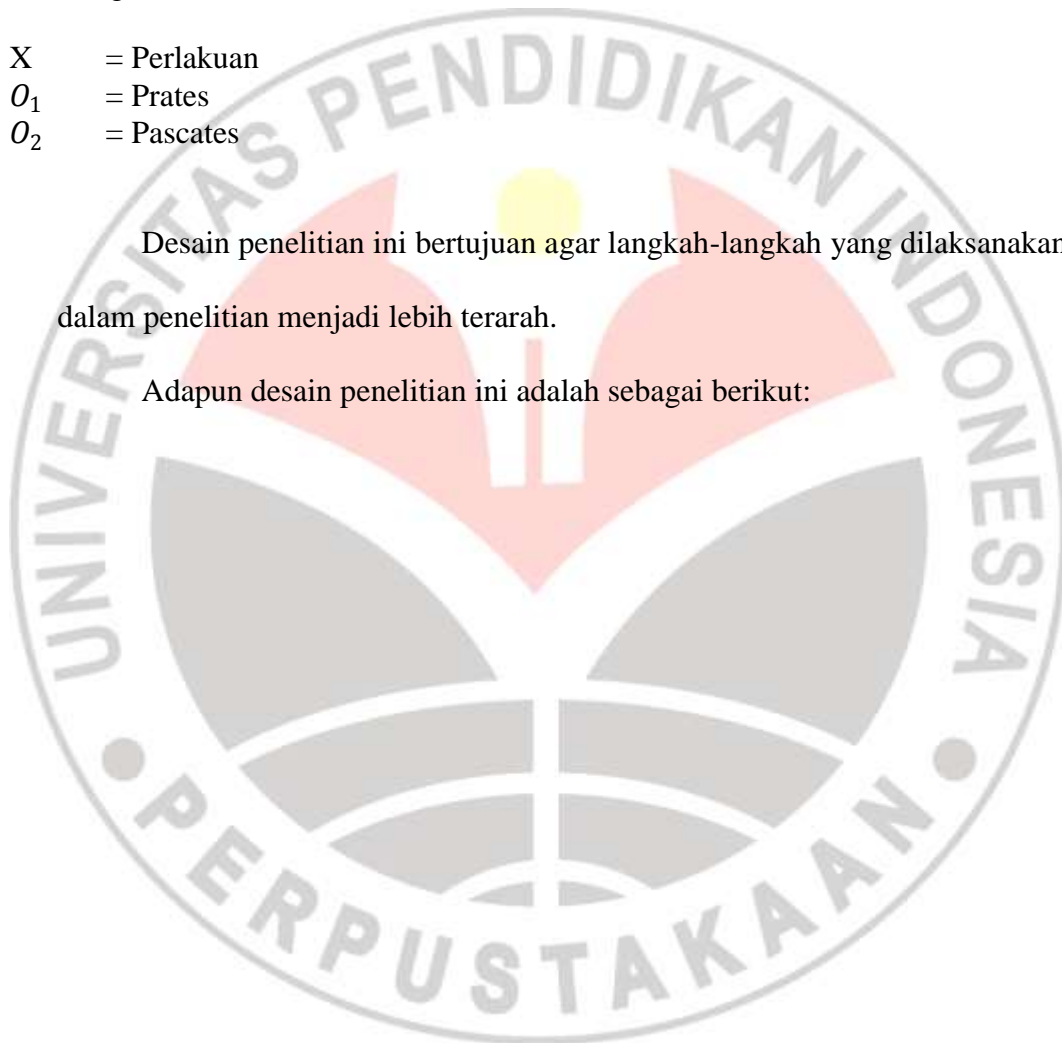 X = Perlakuan
O₁ = Prates
O₂ = Pascates
Desain penelitian ini bertujuan agar langkah-langkah yang dilaksanakan
dalam penelitian menjadi lebih terarah.
Adapun desain penelitian ini adalah sebagai berikut:
UNIVERSITAS PENDIDIKAN INDONESIA
• PERPUSTAKAAN •